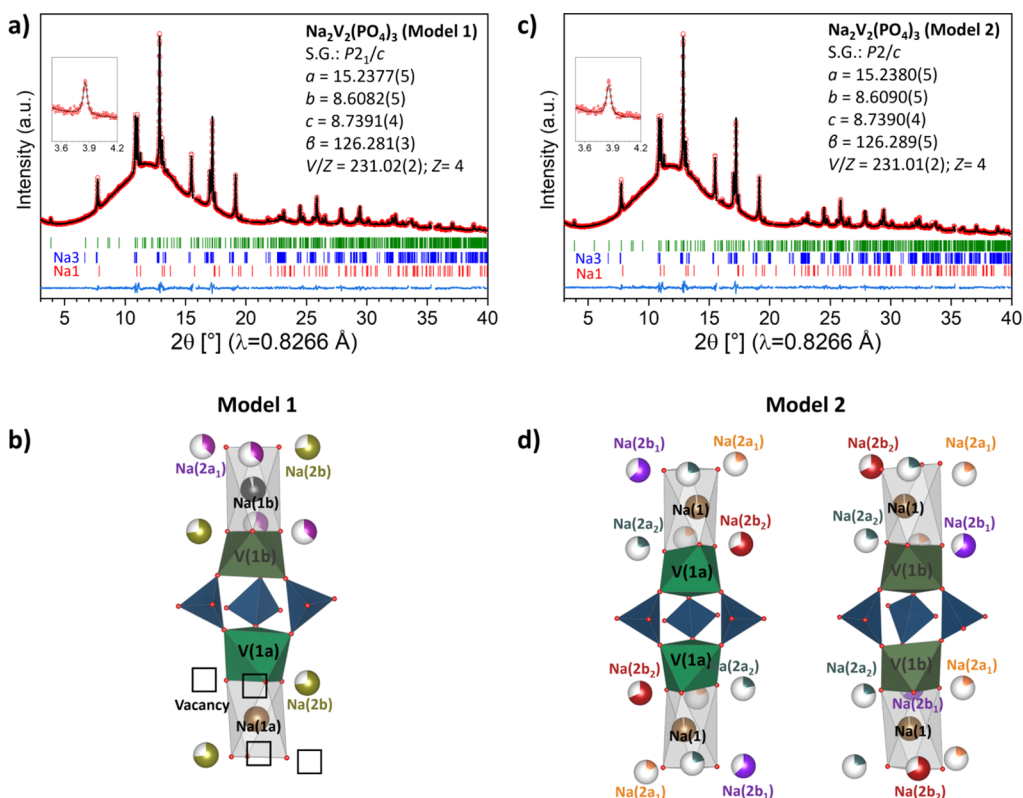 a)
Na₂V₂(PO₄)₃ (Model 1)
S.G.: P2₁/c
a = 15.2377(5)
b = 8.6082(5)
c = 8.7391(4)
β = 126.281(3)
V/Z = 231.02(2); Z= 4
Intensity (a.u.)
3.6 3.9 4.2
Na3
Na1
5 10 15 20 25 30 35 40
2θ [°] (λ=0.8266 Å)
c)
Na₂V₂(PO₄)₃ (Model 2)
S.G.: P2/c
a = 15.2380(5)
b = 8.6090(5)
c = 8.7390(4)
β = 126.289(5)
V/Z = 231.01(2); Z= 4
Intensity (a.u.)
3.6 3.9 4.2
Na3
Na1
5 10 15 20 25 30 35 40
2θ [°] (λ=0.8266 Å)
b)
Model 1
Na(2a₁)
Na(2b)
Na(1b)
V(1b)
V(1a)
Vacancy
Na(2b)
Na(1a)
d)
Model 2
Na(2b₁)
Na(2a₁)
Na(1)
Na(2a₂)
Na(2b₂)
V(1a)
V(1a)
Na(2b₂)
a(2a₂)
Na(1)
Na(2a₁)
Na(2b₁)
Na(2b₂)
Na(2a₁)
Na(1)
Na(2a₂)
Na(2b₁)
V(1b)
V(1b)
Na(2a₂)
Na(2a₁)
Na(2b₁)
Na(1)
Na(2b₂)